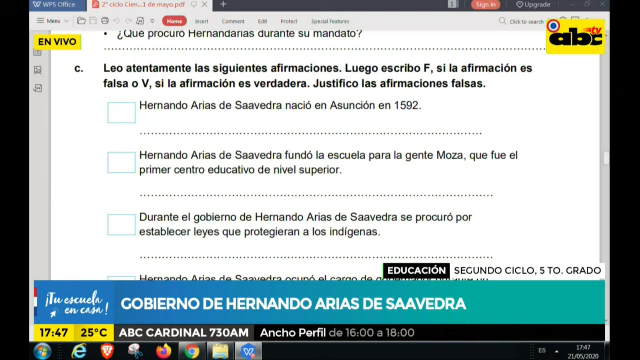 WPS Office
2° ciclo Cien...1 de mayo.pdf
1
Sign in
Upgrade
Home
Click to search
EN VIVO
abc tv
¿Qué procuró Hernandarias durante su mandato?
c. Leo atentamente las siguientes afirmaciones. Luego escribo F, si la afirmación es
falsa o V, si la afirmación es verdadera. Justifico las afirmaciones falsas.
Hernando Arias de Saavedra nació en Asunción en 1592.
Hernando Arias de Saavedra fundó la escuela para la gente Moza, que fue el
primer centro educativo de nivel superior.
Durante el gobierno de Hernando Arias de Saavedra se procuró por
establecer leyes que protegieran a los indígenas.
Hernando Arias de Saavedra ocupó el cargo de
EDUCACIÓN SEGUNDO CICLO, 5 TO. GRADO
¡Tu escuela
en casa!
GOBIERNO DE HERNANDO ARIAS DE SAAVEDRA
17:47 25°C ABC CARDINAL 730AM Ancho Perfil de 16:00 a 18:00
ES
17:47
21/05/2020